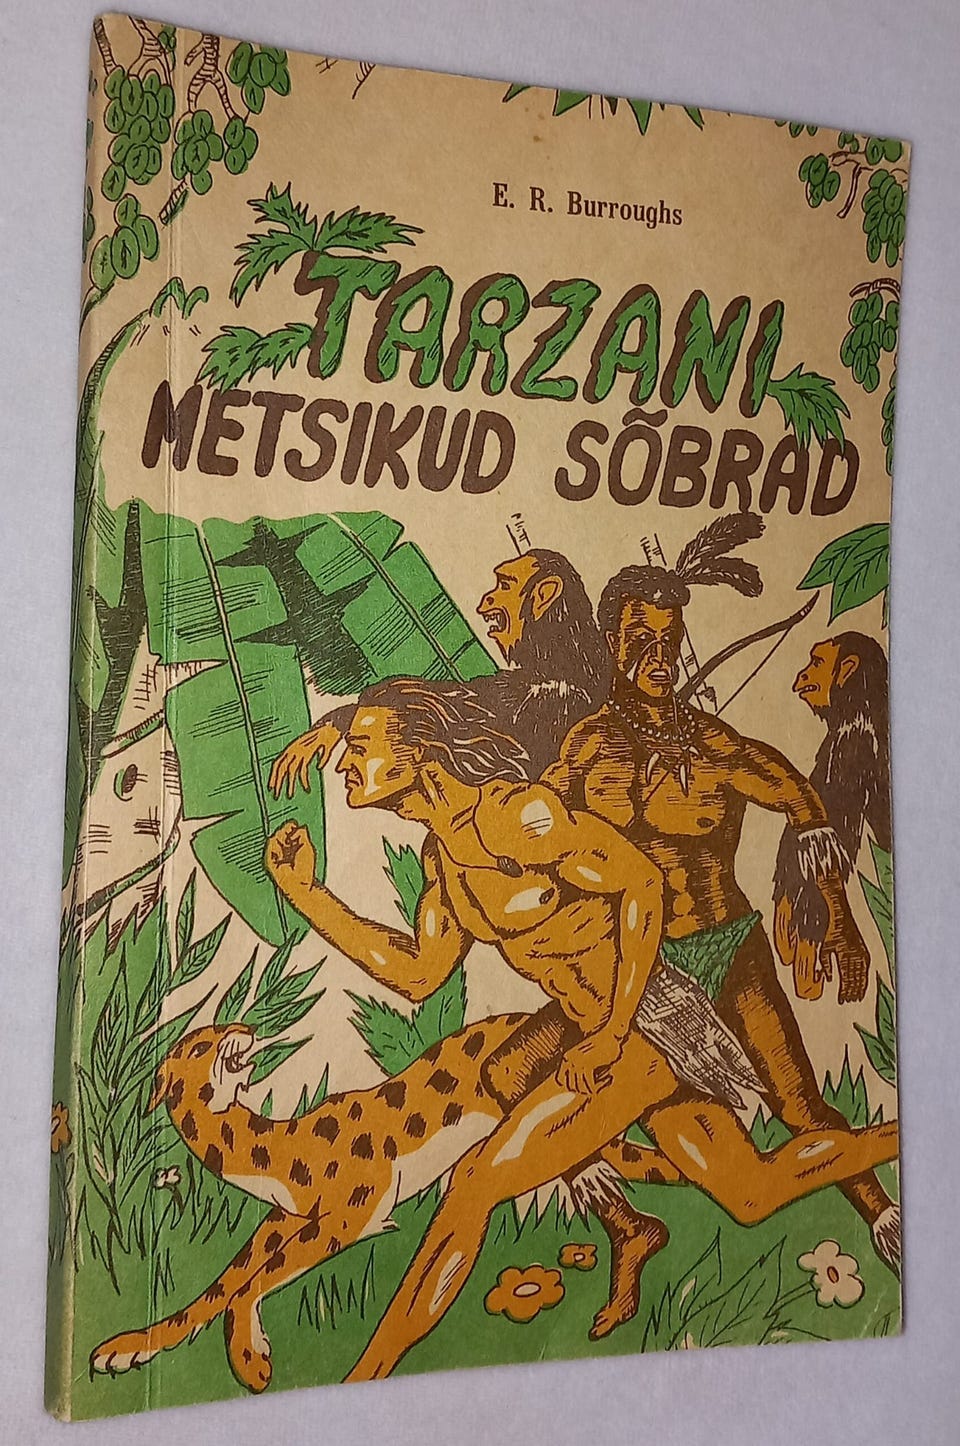 E. R. Burroughs
TARZANI
METSIKUD SÕBRAD